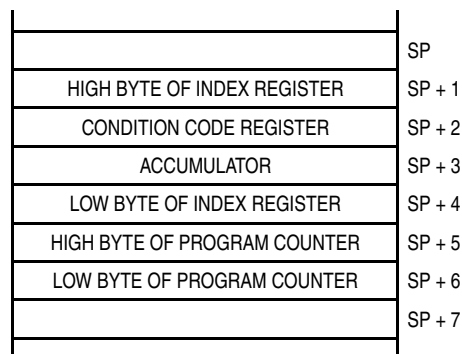 SP
HIGH BYTE OF INDEX REGISTER SP + 1
CONDITION CODE REGISTER SP + 2
ACCUMULATOR SP + 3
LOW BYTE OF INDEX REGISTER SP + 4
HIGH BYTE OF PROGRAM COUNTER SP + 5
LOW BYTE OF PROGRAM COUNTER SP + 6
SP + 7